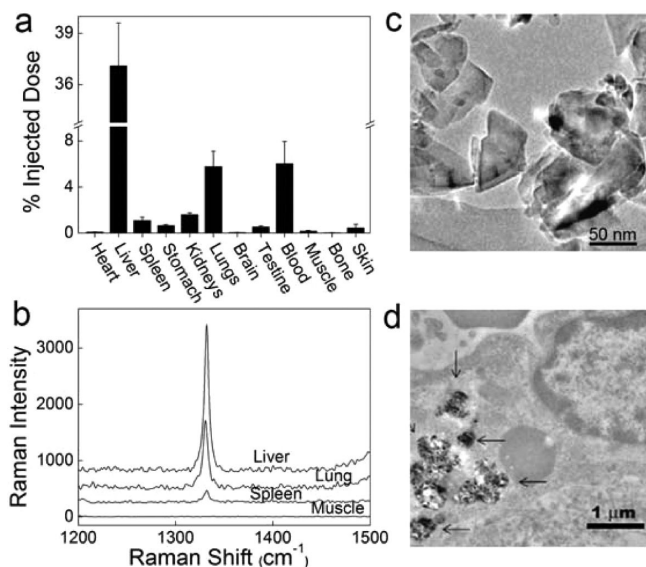 a
% Injected Dose
39
36
8
4
0
Heart
Liver
Spleen
Stomach
Kidneys
Lungs
Brain
Testine
Blood
Muscle
Bone
Skin
b
Raman Intensity
3000
2000
1000
0
Liver
Lung
Spleen
Muscle
1200
1300
1400
1500
Raman Shift (cm⁻¹)
c
50 nm
d
1 µm